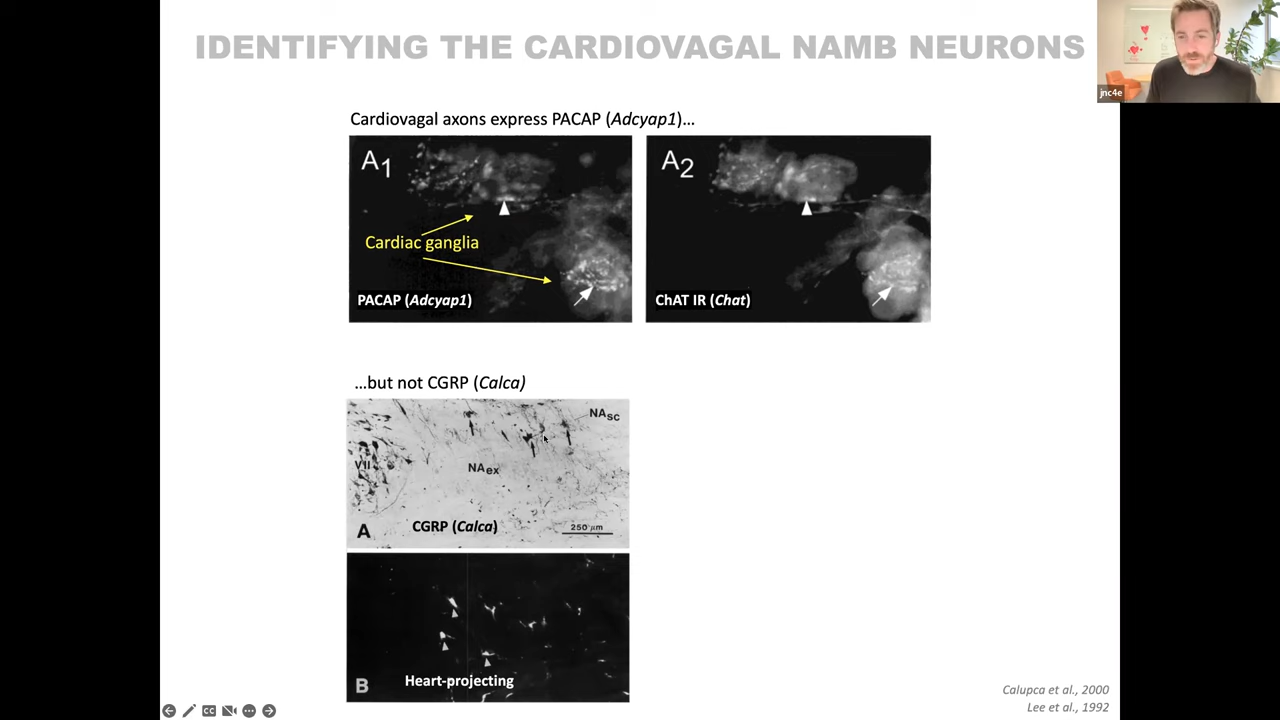 IDENTIFYING THE CARDIOVAGAL NAMB NEURONS
jnc4e
Cardiovagal axons express PACAP (Adcyap1)...
A1
A2
Cardiac ganglia
PACAP (Adcyap1)
ChAT IR (Chat)
...but not CGRP (Calca)
NAsc
VII
NAex
A
CGRP (Calca)
250 μm
B
Heart-projecting
Calupca et al., 2000
Lee et al., 1992
CC